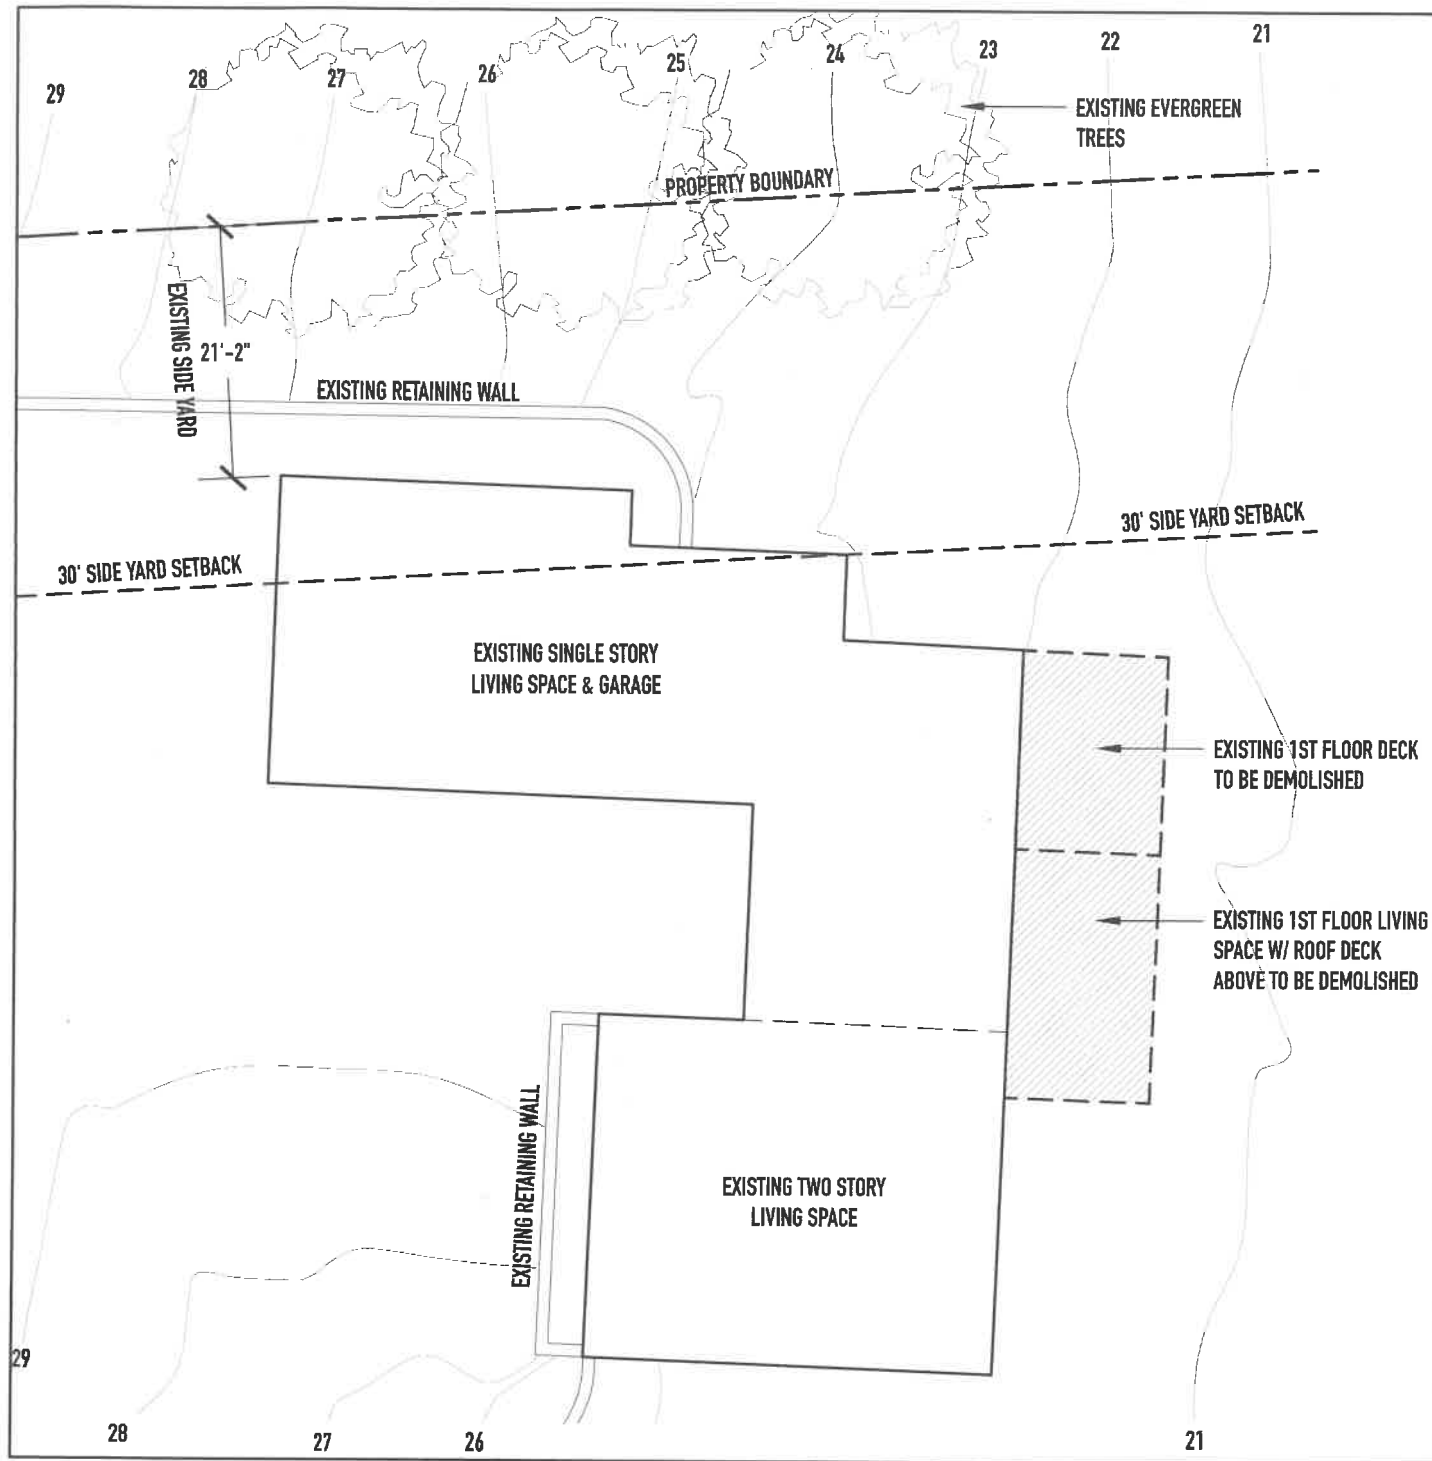 29
28
27
26
25
24
23
22
21
EXISTING EVERGREEN
TREES
PROPERTY BOUNDARY
EXISTING SIDE YARD
21'-2"
EXISTING RETAINING WALL
30' SIDE YARD SETBACK
30' SIDE YARD SETBACK
EXISTING SINGLE STORY
LIVING SPACE & GARAGE
EXISTING 1ST FLOOR DECK
TO BE DEMOLISHED
EXISTING 1ST FLOOR LIVING
SPACE W/ ROOF DECK
ABOVE TO BE DEMOLISHED
EXISTING RETAINING WALL
EXISTING TWO STORY
LIVING SPACE
29
28
27
26
21